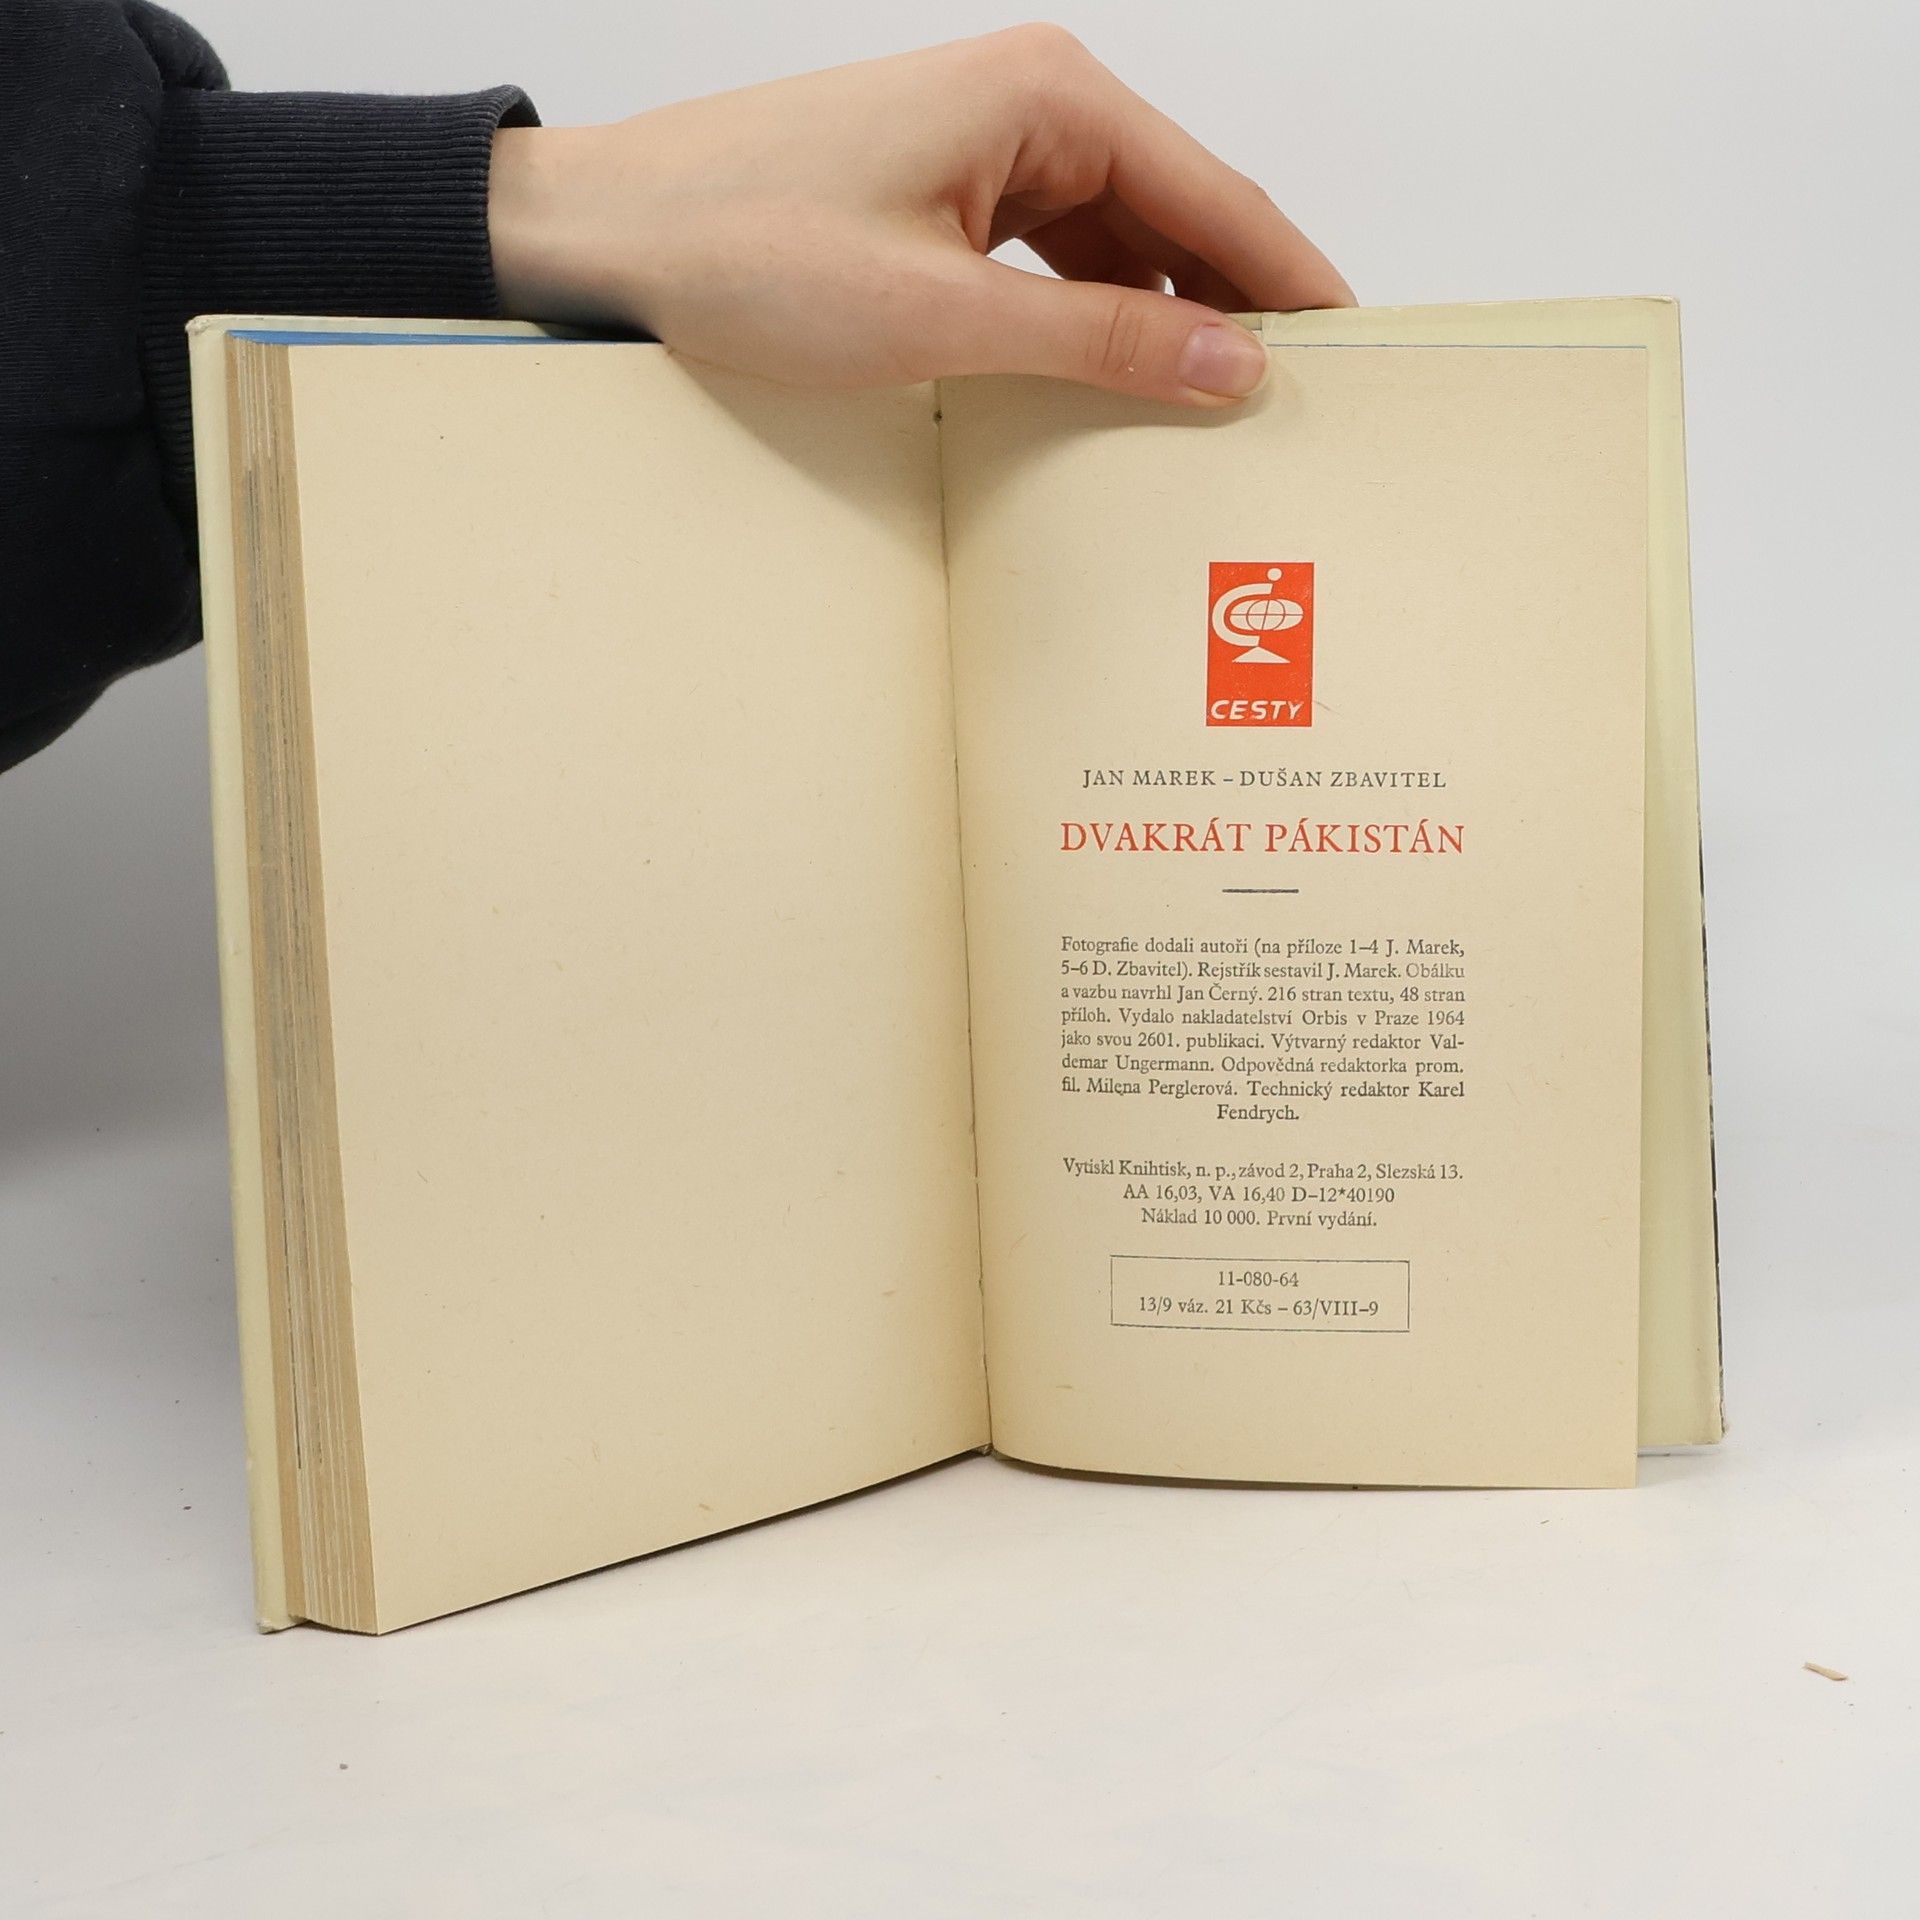 CESTY
JAN MAREK – DUŠAN ZBAVITEL
DVAKRÁT PÁKISTÁN
Fotografie dodali autoři (na příloze 1–4 J. Marek,
5–6 D. Zbavitel). Rejstřík sestavil J. Marek. Obálku
a vazbu navrhl Jan Černý. 216 stran textu, 48 stran
příloh. Vydalo nakladatelství Orbis v Praze 1964
jako svou 2601. publikaci. Výtvarný redaktor Val-
demar Ungermann. Odpovědná redaktorka prom.
fil. Milena Perglerová. Technický redaktor Karel
Fendrych.
Vytiskl Knihtisk, n. p., závod 2, Praha 2, Slezská 13.
AA 16,03, VA 16,40 D–12*40190
Náklad 10 000. První vydání.
11-080-64
13/9 váz. 21 Kčs – 63/VIII–9